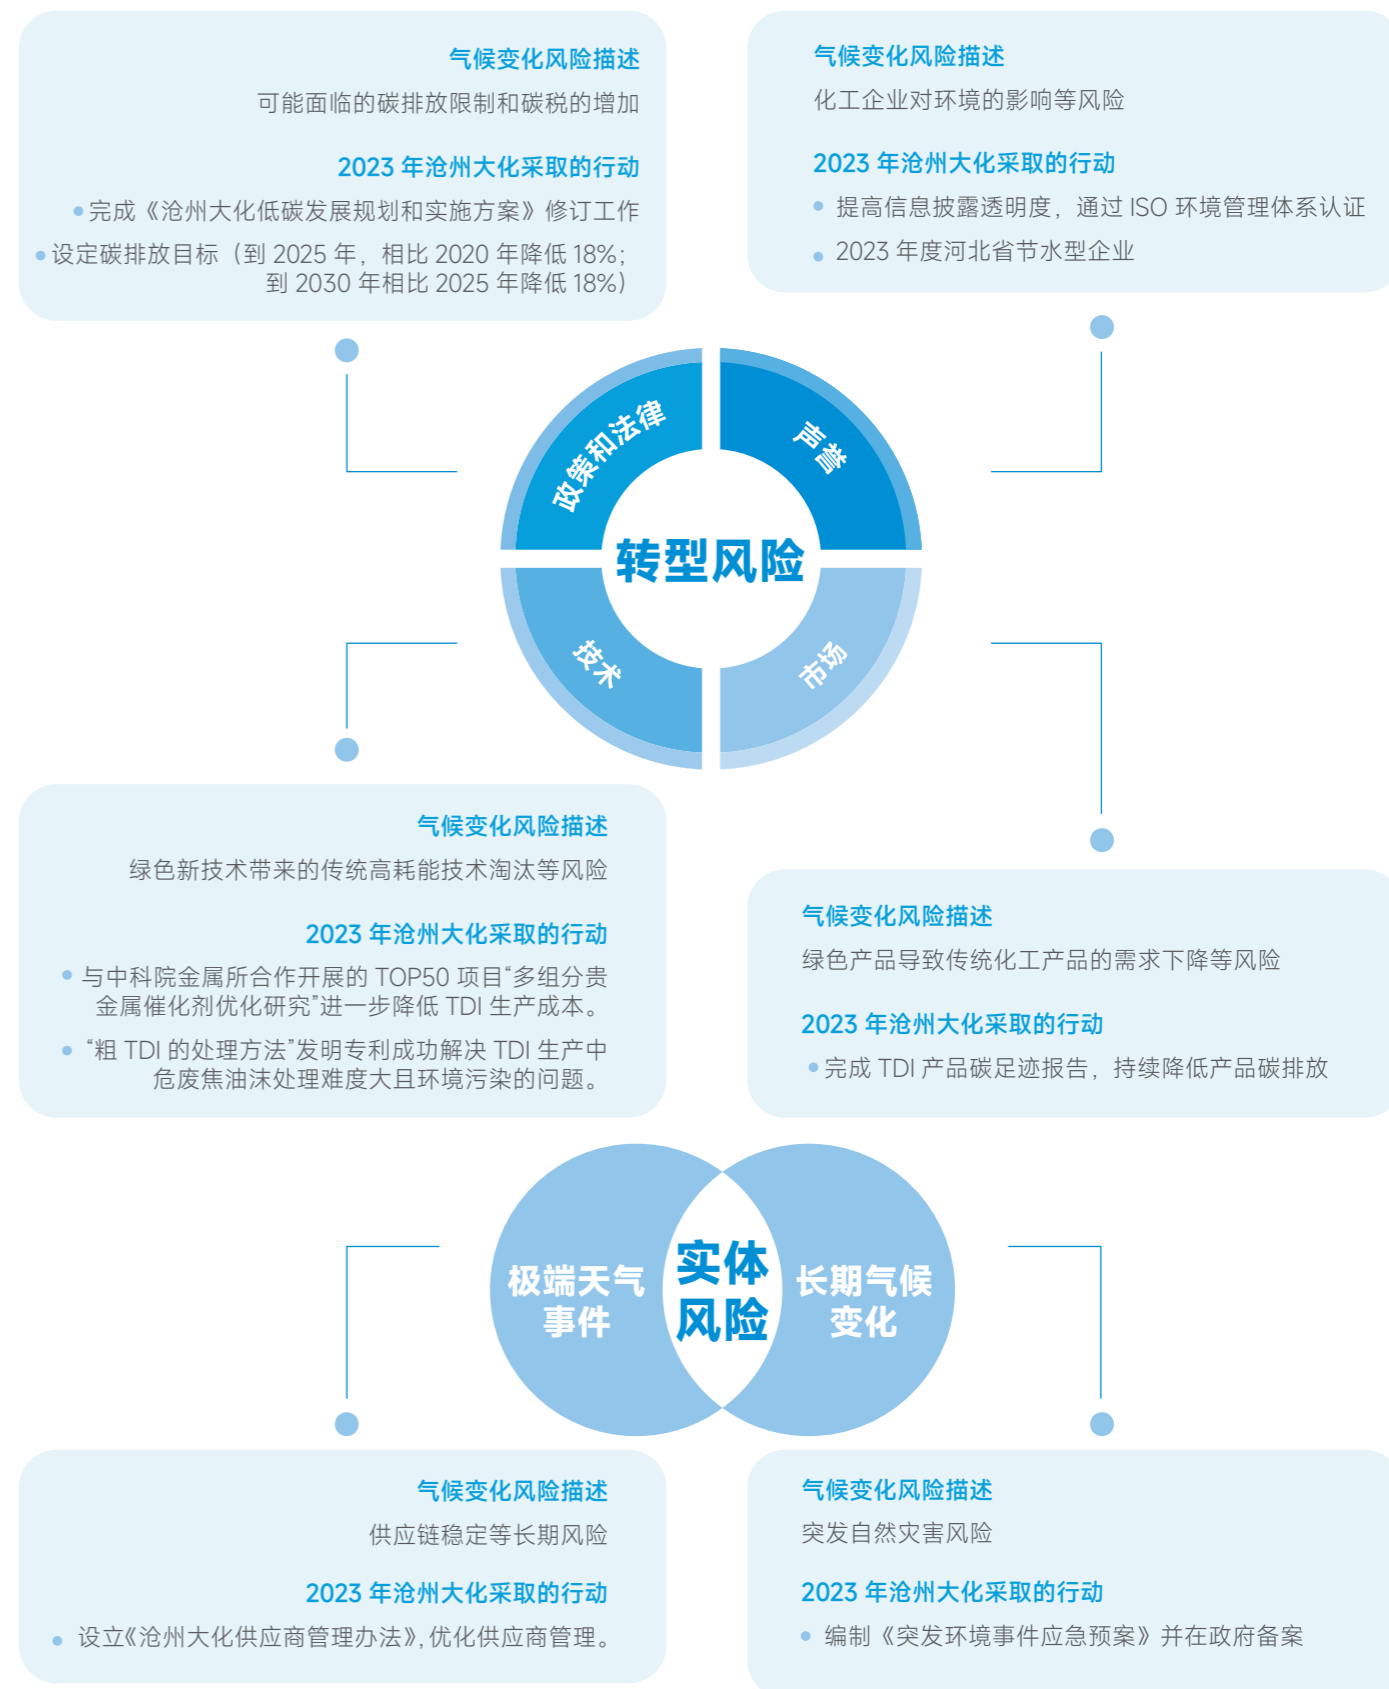 气候变化风险描述
可能面临的碳排放限制和碳税的增加
2023 年沧州大化采取的行动
完成《沧州大化低碳发展规划和实施方案》修订工作
设定碳排放目标（到 2025 年，相比 2020 年降低 18%；
到 2030 年相比 2025 年降低 18%）
气候变化风险描述
化工企业对环境的影响等风险
2023 年沧州大化采取的行动
提高信息披露透明度，通过 ISO 环境管理体系认证
2023 年度河北省节水型企业
政策和法律
声誉
转型风险
技术
市场
气候变化风险描述
绿色新技术带来的传统高耗能技术淘汰等风险
2023 年沧州大化采取的行动
与中科院金属所合作开展的 TOP50 项目“多组分贵
金属催化剂优化研究”进一步降低 TDI 生产成本。
“粗 TDI 的处理方法”发明专利成功解决 TDI 生产中
危废焦油沫处理难度大且环境污染的问题。
气候变化风险描述
绿色产品导致传统化工产品的需求下降等风险
2023 年沧州大化采取的行动
完成 TDI 产品碳足迹报告，持续降低产品碳排放
极端天气
事件
实体
风险
长期气候
变化
气候变化风险描述
供应链稳定等长期风险
2023 年沧州大化采取的行动
设立《沧州大化供应商管理办法》，优化供应商管理。
气候变化风险描述
突发自然灾害风险
2023 年沧州大化采取的行动
编制《突发环境事件应急预案》并在政府备案